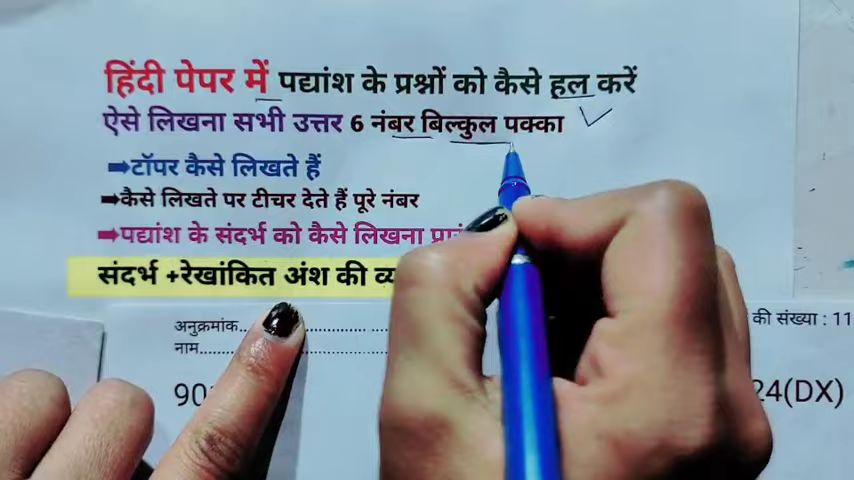 हिंदी पेपर में पद्यांश के प्रश्नों को कैसे हल करें
ऐसे लिखना सभी उत्तर 6 नंबर बिल्कुल पक्का
➡टॉपर कैसे लिखते हैं
➡कैसे लिखते पर टीचर देते हैं पूरे नंबर
➡पद्यांश के संदर्भ को कैसे लिखना
संदर्भ +रेखांकित अंश की
अनुक्रमांक.. की संख्या : 11
नाम
24(DX)